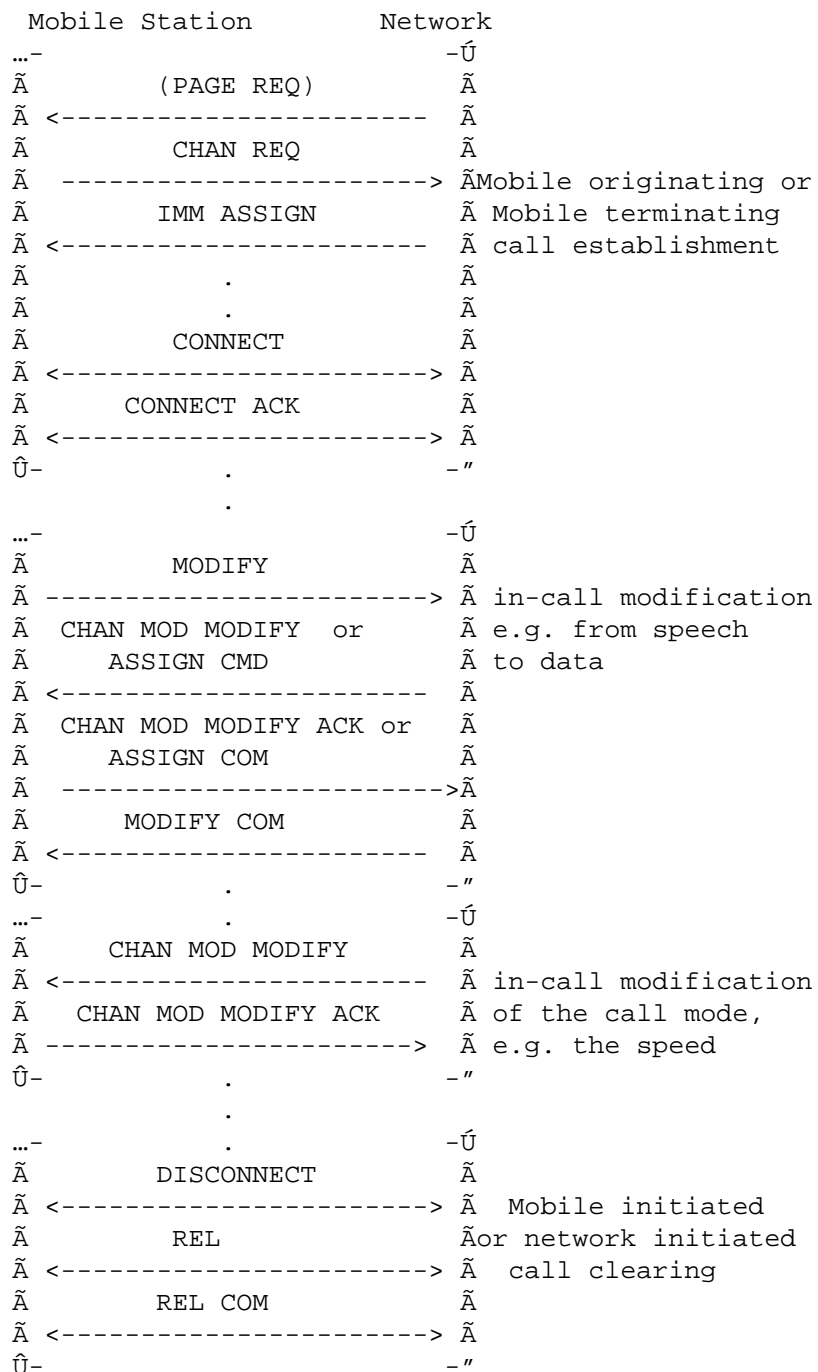 Mobile Station Network
…- -Ú
Ã (PAGE REQ) Ã
Ã <----------------------- Ã
Ã CHAN REQ Ã
Ã -----------------------> ÃMobile originating or
Ã IMM ASSIGN Ã Mobile terminating
Ã <----------------------- Ã call establishment
Ã . Ã
Ã . Ã
Ã CONNECT Ã
Ã <-----------------------> Ã
Ã CONNECT ACK Ã
Ã <-----------------------> Ã
Û- . -"
.
…- -Ú
Ã MODIFY Ã
Ã ------------------------> Ã in-call modification
Ã CHAN MOD MODIFY or Ã e.g. from speech
Ã ASSIGN CMD Ã to data
Ã <----------------------- Ã
Ã CHAN MOD MODIFY ACK or Ã
Ã ASSIGN COM Ã
Ã ------------------------>Ã
Ã MODIFY COM Ã
Ã <----------------------- Ã
Û- . -"
…- . -Ú
Ã CHAN MOD MODIFY Ã
Ã <----------------------- Ã in-call modification
Ã CHAN MOD MODIFY ACK Ã of the call mode,
Ã -----------------------> Ã e.g. the speed
Û- . -"
.
…- . -Ú
Ã DISCONNECT Ã
Ã <-----------------------> Ã Mobile initiated
Ã REL Ãor network initiated
Ã <-----------------------> Ã call clearing
Ã REL COM Ã
Ã <-----------------------> Ã
Û- -"